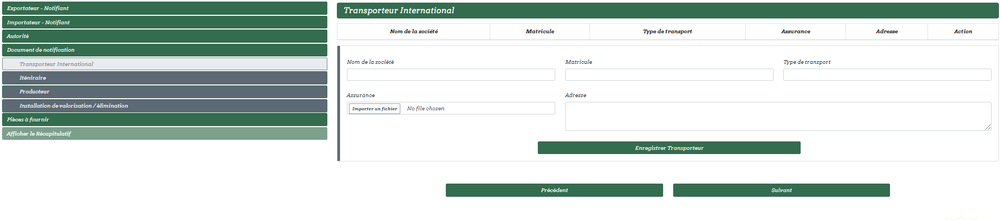 Exportateur - Notifiant
Importateur - Notifiant
Autorité
Document de notification
Transporteur International
Iténiraire
Producteur
Installation de valorisation / élimination
Pièces à fournir
Afficher le Récapitulatif
Transporteur International
Nom de la société Matricule Type de transport Assurance Adresse Action
Nom de la société Matricule Type de transport
Assurance Adresse
Importer un fichier No file chosen
Enregistrer Transporteur
Précédent Suivant